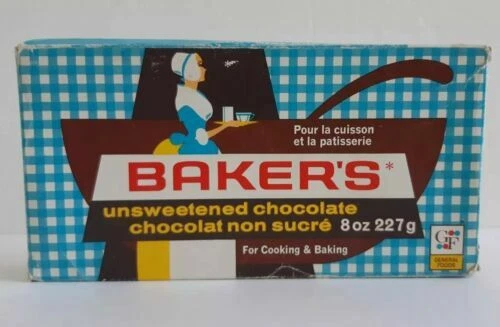 Pour la cuisson
et la patisserie
BAKER'S*
unsweetened chocolate
chocolat non sucré 8 oz 227g
For Cooking & Baking
GF
GENERAL
FOODS